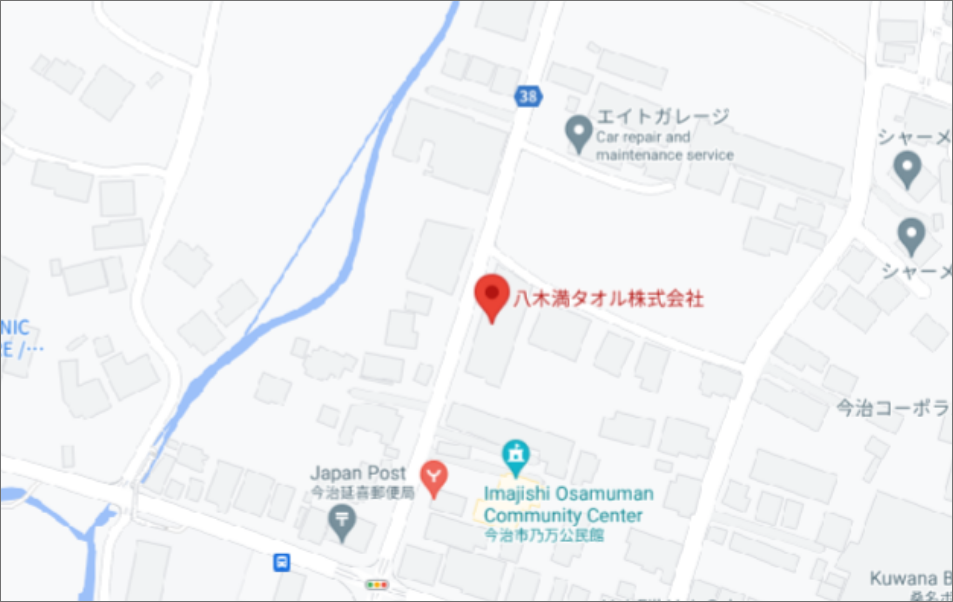 38
エイトガレージ
Car repair and
maintenance service
シャーメ
シャーメ
八木満タオル株式会社
NIC
E /…
今治コーポラ
Japan Post
今治延喜郵便局
Imajishi Osamuman
Community Center
今治市乃万公民館
Kuwana B
桑名ボ